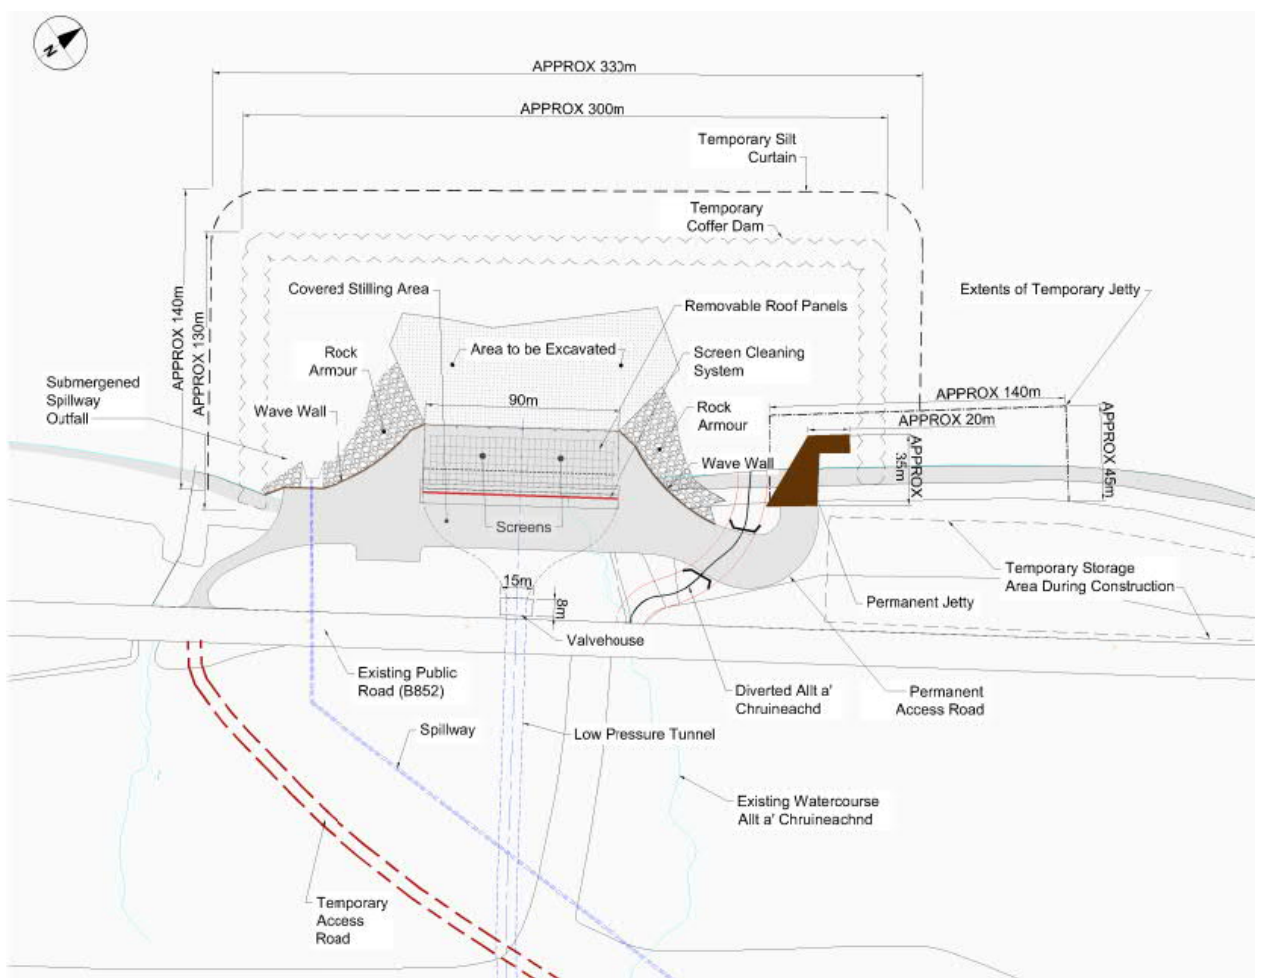 N
APPROX 330m
APPROX 300m
Temporary Silt
Curtain
Temporary
Coffer Dam
Covered Stilling Area
Extents of Temporary Jetty
Removable Roof Panels
APPROX 140m
APPROX 130m
Rock
Armour
Area to be Excavated
Screen Cleaning
System
Submergened
Spillway
Outfall
Wave Wall
90m
Rock
Armour
APPROX 140m
APPROX 20m
APPROX
35m
APPROX 45m
Wave Wall
Screens
Temporary Storage
Area During Construction
15m
8m
Permanent Jetty
Valvehouse
Existing Public
Road (B852)
Diverted Allt a'
Chruineachd
Permanent
Access Road
Spillway
Low Pressure Tunnel
Existing Watercourse
Allt a' Chruineachnd
Temporary
Access
Road